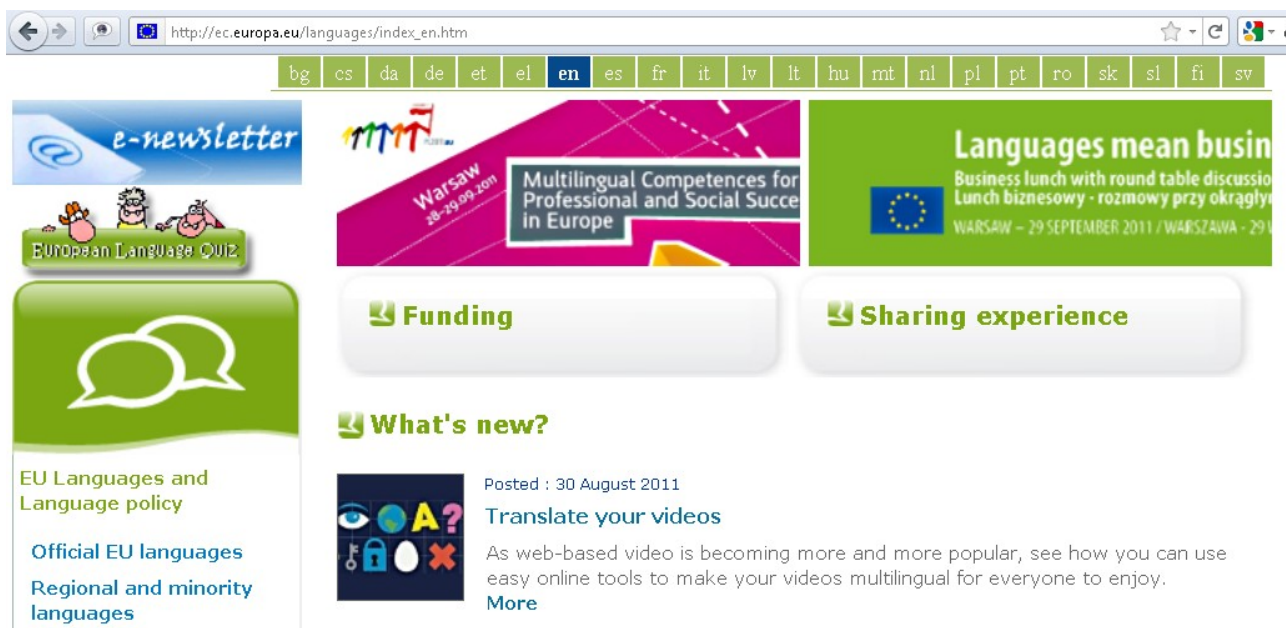 http://ec.europa.eu/languages/index_en.htm
bg cs da de et el en es fr it lv lt hu mt nl pl pt ro sk sl fi sv
e-newsletter
European Language Quiz
EU Languages and
Language policy
Official EU languages
Regional and minority
languages
Warsaw
28-29.09.2011
Multilingual Competences for
Professional and Social Succe
in Europe
Languages mean busin
Business lunch with round table discussio
Lunch biznesowy - rozmowy przy okrągły
WARSAW – 29 SEPTEMBER 2011 / WARSZAWA - 29
Funding
Sharing experience
What's new?
Posted : 30 August 2011
Translate your videos
As web-based video is becoming more and more popular, see how you can use
easy online tools to make your videos multilingual for everyone to enjoy.
More
A?